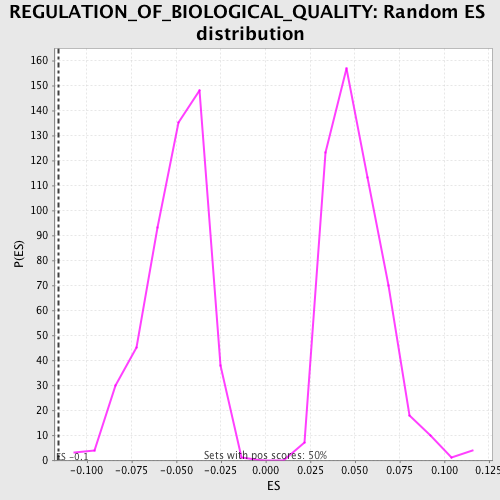 REGULATION_OF_BIOLOGICAL_QUALITY: Random ES
distribution
160
150
140
130
120
110
100
90
80
70
60
50
40
30
20
10
0
P(ES)
ES -0.1
Sets with pos scores: 50%
-0.100 -0.075 -0.050 -0.025 0.000 0.025 0.050 0.075 0.100 0.125
ES